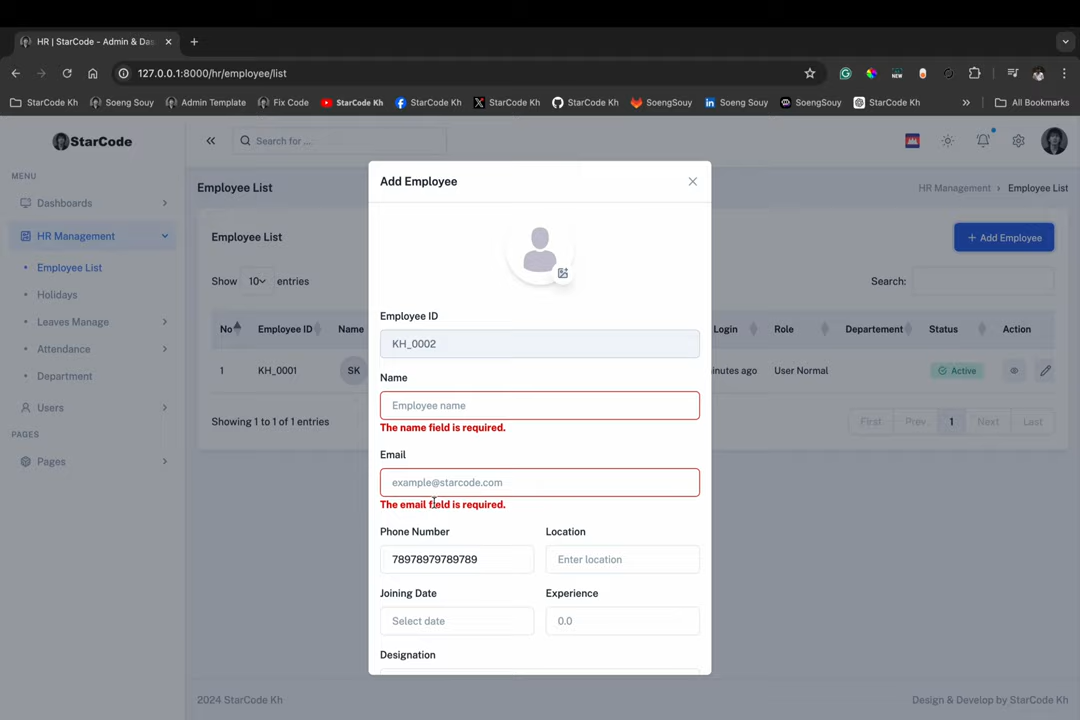 HR | StarCode - Admin & Das
127.0.0.1:8000/hr/employee/list
StarCode Kh Soeng Souy Admin Template Fix Code StarCode Kh StarCode Kh StarCode Kh StarCode Kh SoengSouy Soeng Souy SoengSouy StarCode Kh » All Bookmarks
StarCode Search for ...
MENU
Dashboards
HR Management
Employee List
Holidays
Leaves Manage
Attendance
Department
Users
PAGES
Pages
Employee List HR Management Employee List
Employee List + Add Employee
Show 10 entries Search:
No Employee ID Name Login Role Departement Status Action
1 KH_0001 SK minutes ago User Normal Active
Showing 1 to 1 of 1 entries First Prev 1 Next Last
Add Employee
Employee ID
KH_0002
Name
Employee name
The name field is required.
Email
example@starcode.com
The email field is required.
Phone Number Location
78978979789789 Enter location
Joining Date Experience
Select date 0.0
Designation
2024 StarCode Kh Design & Develop by StarCode Kh